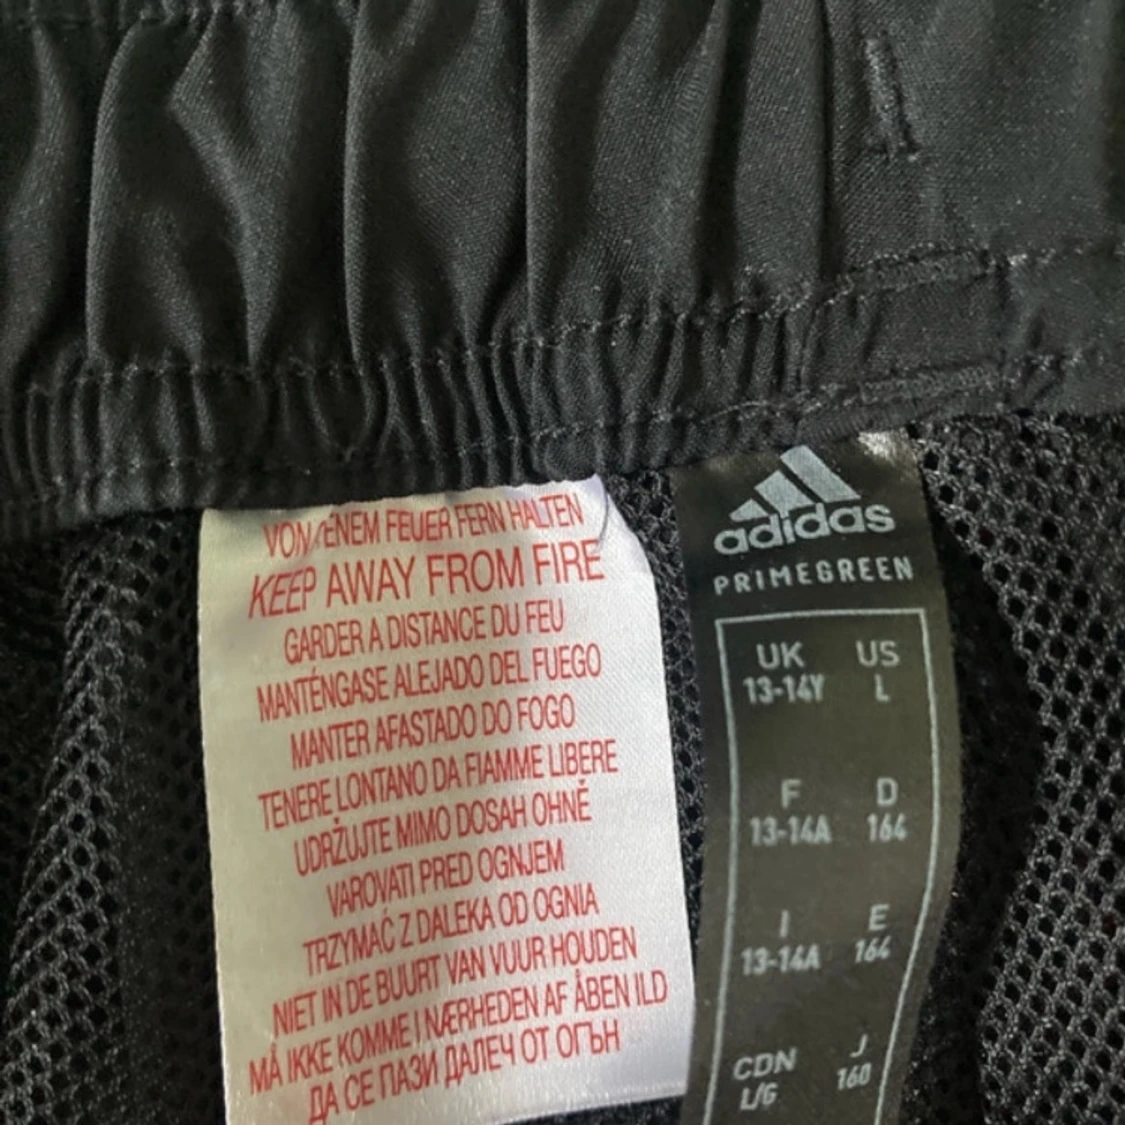 VON ENEM FEUER FERN HALTEN
KEEP AWAY FROM FIRE
GARDER A DISTANCE DU FEU
MANTÉNGASE ALEJADO DEL FUEGO
MANTER AFASTADO DO FOGO
TENERE LONTANO DA FIAMME LIBERE
UDRŽUJTE MIMO DOSAH OHNĚ
VAROVATI PRED OGNJEM
TRZYMAĆ Z DALEKA OD OGNIA
NIET IN DE BUURT VAN VUUR HOUDEN
MÅ IKKE KOMME I NÆRHEDEN AF ÅBEN ILD
ДА СЕ ПАЗИ ДАЛЕЧ ОТ ОГЪН
adidas
PRIMEGREEN
UK US
13-14Y L
F D
13-14A 164
I E
13-14A 164
CDN J
L/G 160